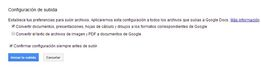 Configuración de subida
Establece las preferencias para subir archivos. Aplicaremos esta configuración a todos los archivos que subas a Google Docs. Más información
Convertir documentos, presentaciones, hojas de cálculo y dibujos a los formatos correspondientes de Google
Convertir el texto de archivos de imagen y PDF a documentos de Google
Confirmar configuración siempre antes de subir
Iniciar la subida Cancelar